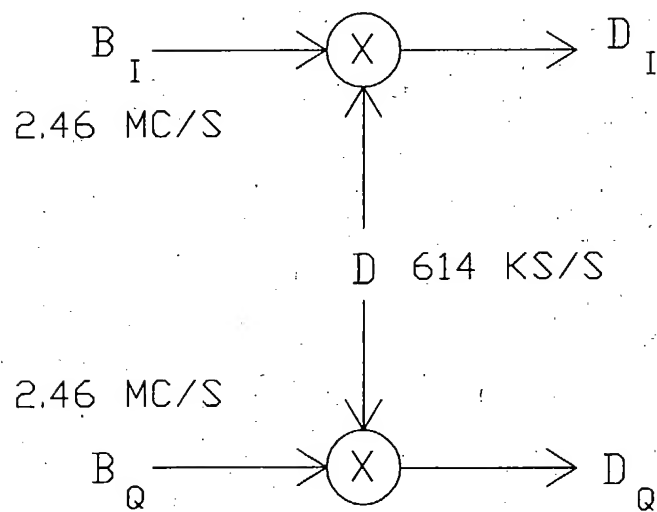 B_I X D_I
2.46 MC/S
D 614 KS/S
2.46 MC/S
B_Q X D_Q